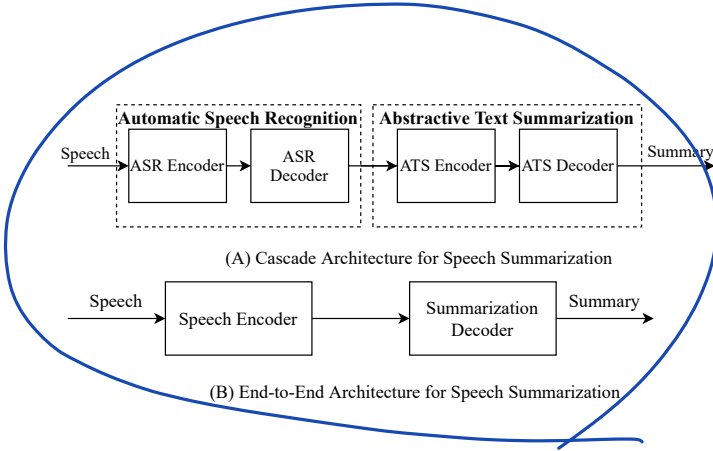 Automatic Speech Recognition
Abstractive Text Summarization
Speech
ASR Encoder
ASR
Decoder
ATS Encoder
ATS Decoder
Summary
(A) Cascade Architecture for Speech Summarization
Speech
Speech Encoder
Summarization
Decoder
Summary
(B) End-to-End Architecture for Speech Summarization